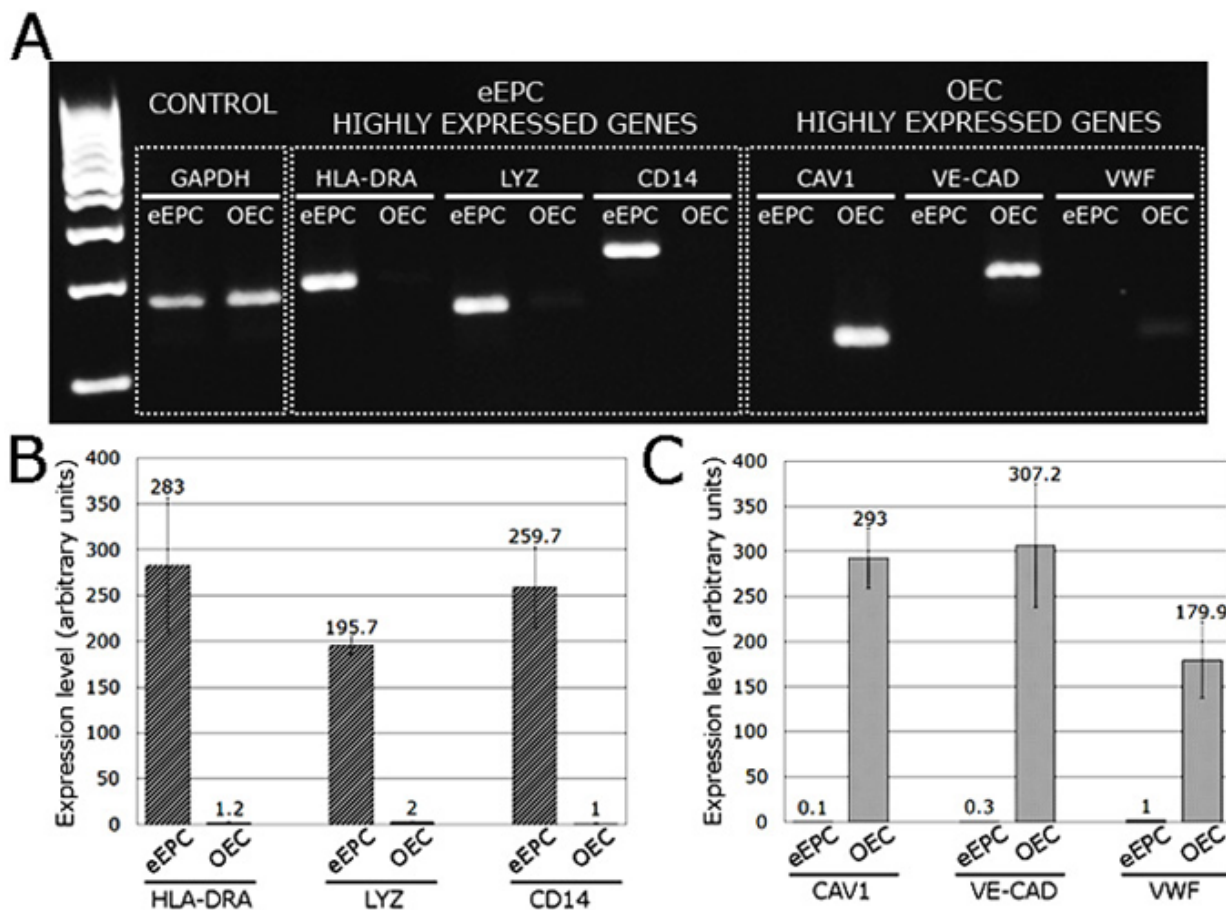 A
CONTROL
eEPC
HIGHLY EXPRESSED GENES
OEC
HIGHLY EXPRESSED GENES
GAPDH HLA-DRA LYZ CD14 CAV1 VE-CAD VWF
eEPC OEC eEPC OEC eEPC OEC eEPC OEC eEPC OEC eEPC OEC eEPC OEC
B
Expression level (arbitrary units)
400
350
300
250
200
150
100
50
0
283
1.2
195.7
2
259.7
1
eEPC OEC eEPC OEC eEPC OEC
HLA-DRA LYZ CD14
C
Expression level (arbitrary units)
400
350
300
250
200
150
100
50
0
0.1
293
0.3
307.2
1
179.9
eEPC OEC eEPC OEC eEPC OEC
CAV1 VE-CAD VWF